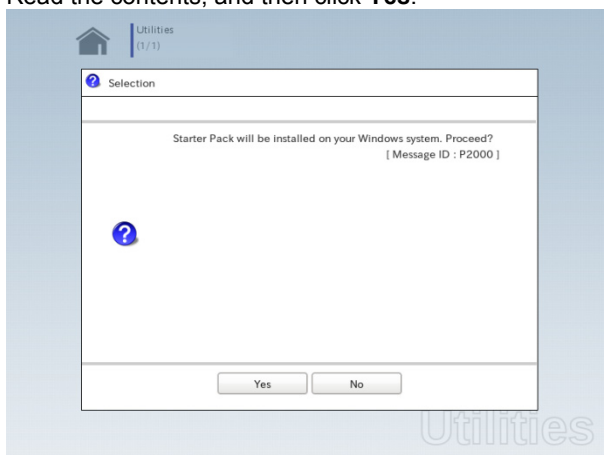 Read the contents, and then click Yes.
Utilities
(1/1)
Selection
Starter Pack will be installed on your Windows system. Proceed?
[ Message ID : P2000 ]
Yes
No
Utilities